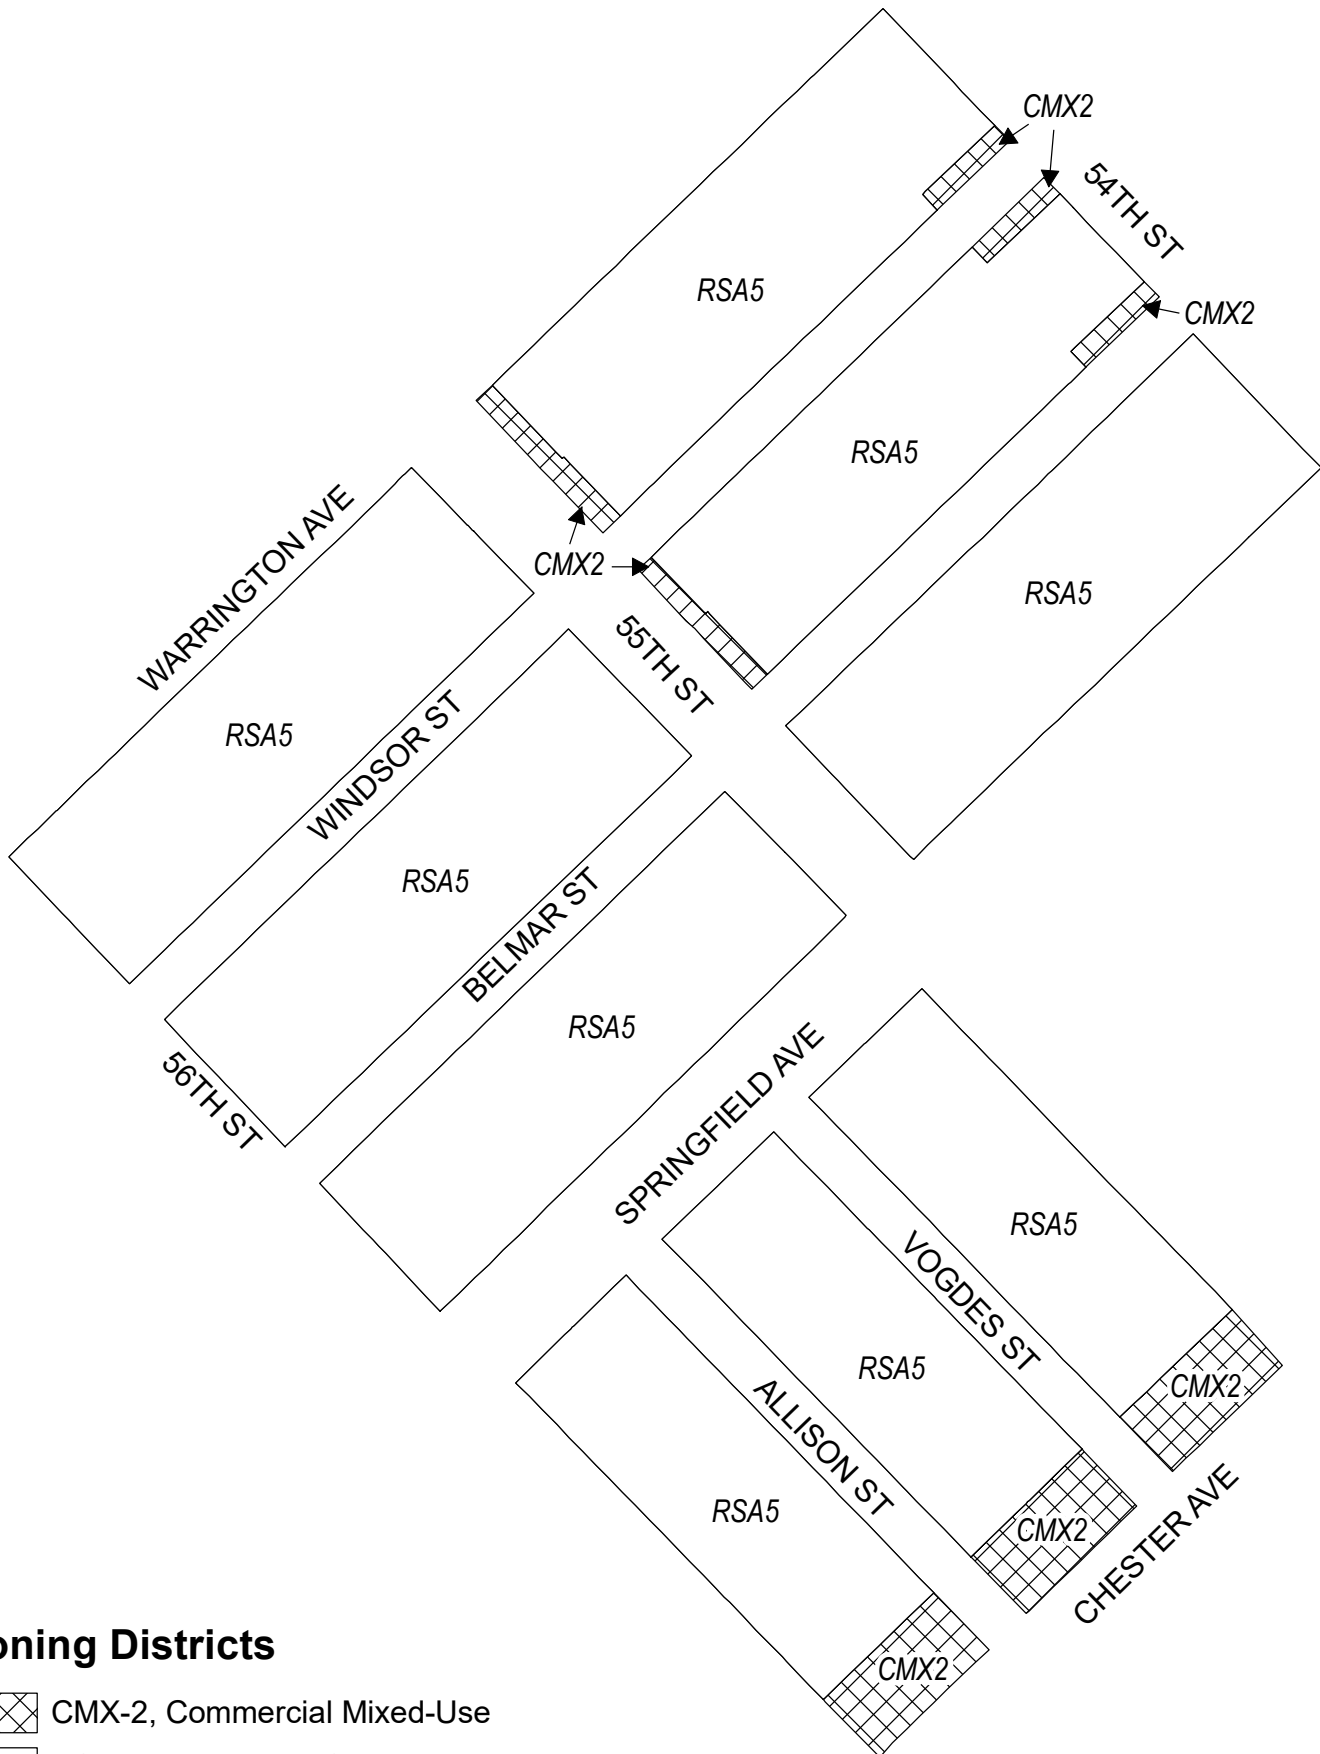 CMX2
54TH ST
RSA5
CMX2
RSA5
WARRINGTON AVE
CMX2
RSA5
55TH ST
RSA5
WINDSOR ST
RSA5
BELMAR ST
RSA5
SPRINGFIELD AVE
56TH ST
RSA5
VOGDES ST
RSA5
CMX2
ALLISON ST
RSA5
CMX2
CHESTER AVE
CMX2
oning Districts
CMX-2, Commercial Mixed-Use